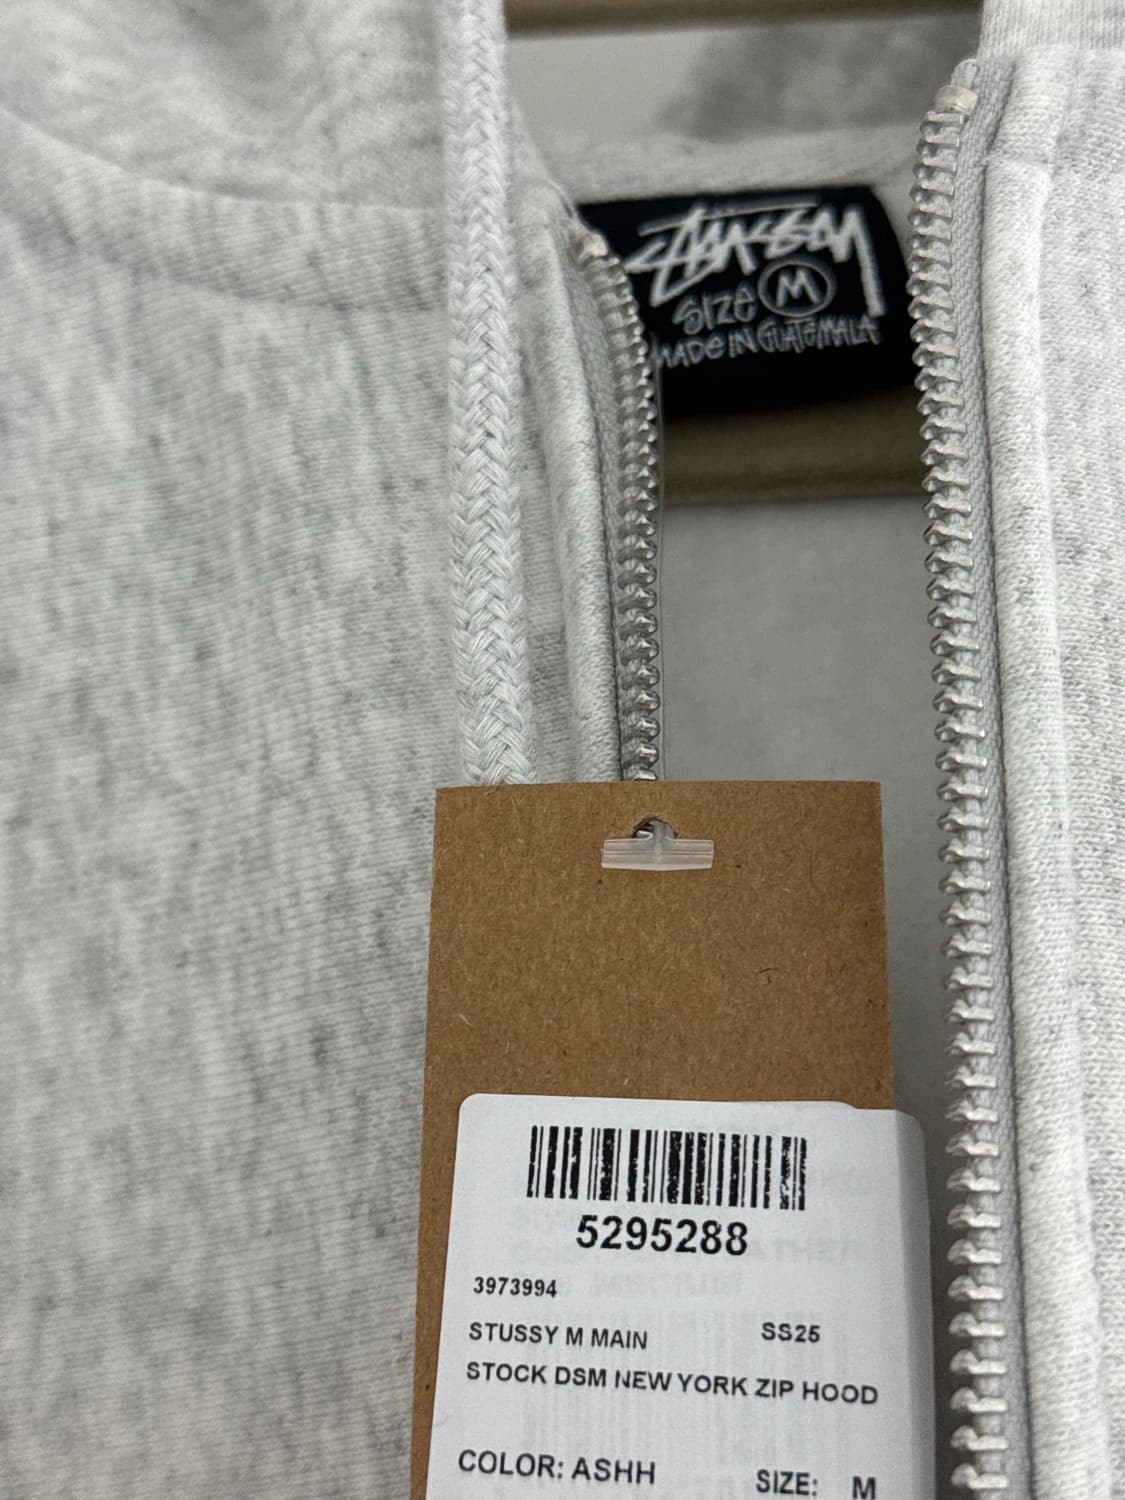 STÜSSY
SIZE M
MADE IN GUATEMALA
5295288
3973994
STUSSY M MAIN SS25
STOCK DSM NEW YORK ZIP HOOD
COLOR: ASHH SIZE: M